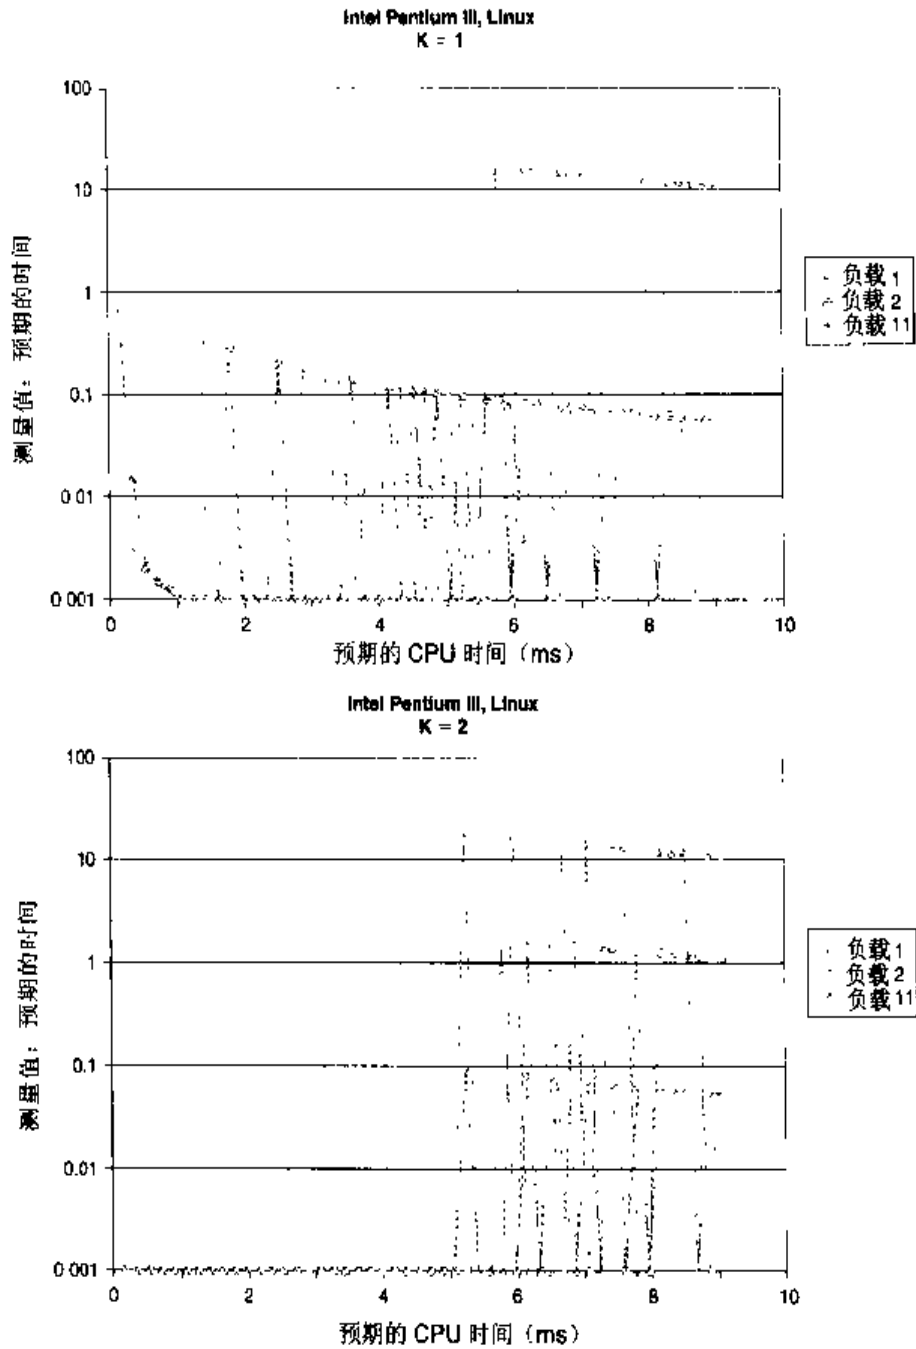 Intel Pentium III, Linux
K = 1
100
10
1
0.1
0 01
0 001
0
2
4
6
8
10
测量值：预期的时间
预期的 CPU 时间（ms）
负载 1
负载 2
负载 11
Intel Pentium III, Linux
K = 2
100
10
1
0.1
0.01
0 001
0
2
4
6
8
10
测量值：预期的时间
预期的 CPU 时间（ms）
负载 1
负载 2
负载 11